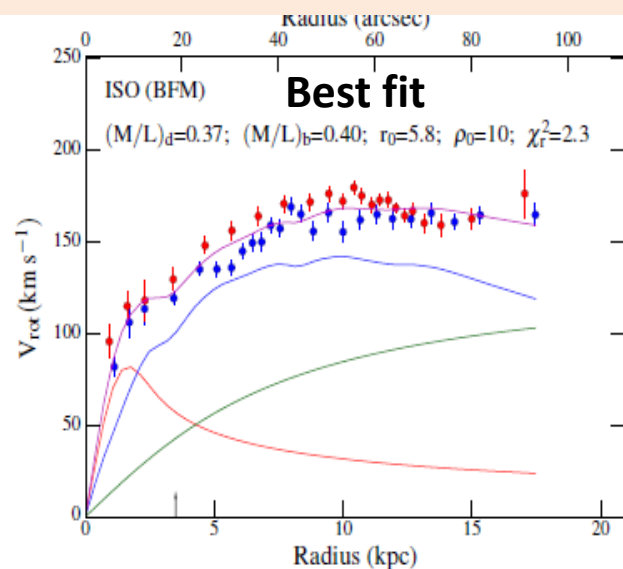 Radius (arcsec)
0 20 40 60 80 100
250
ISO (BFM)
Best fit
(M/L)d=0.37; (M/L)b=0.40; r0=5.8; ρ0=10; χr²=2.3
200
150
100
50
0
Vrot (km s⁻¹)
0 5 10 15 20
Radius (kpc)